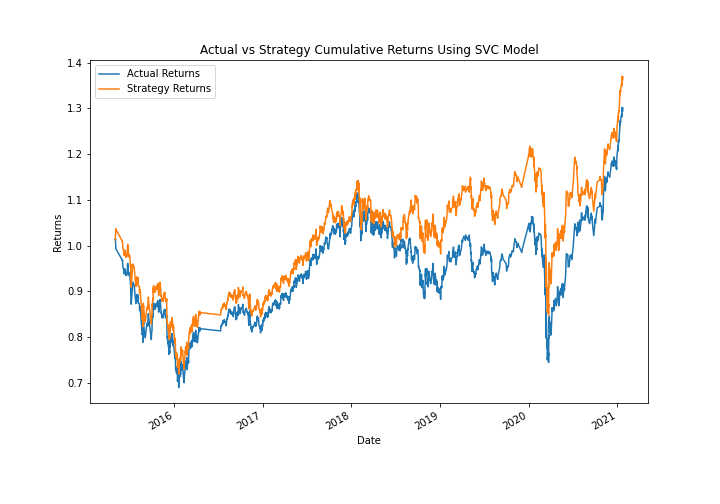 Actual vs Strategy Cumulative Returns Using SVC Model
Actual Returns
Strategy Returns
Returns
1.4
1.3
1.2
1.1
1.0
0.9
0.8
0.7
2016
2017
2018
2019
2020
2021
Date